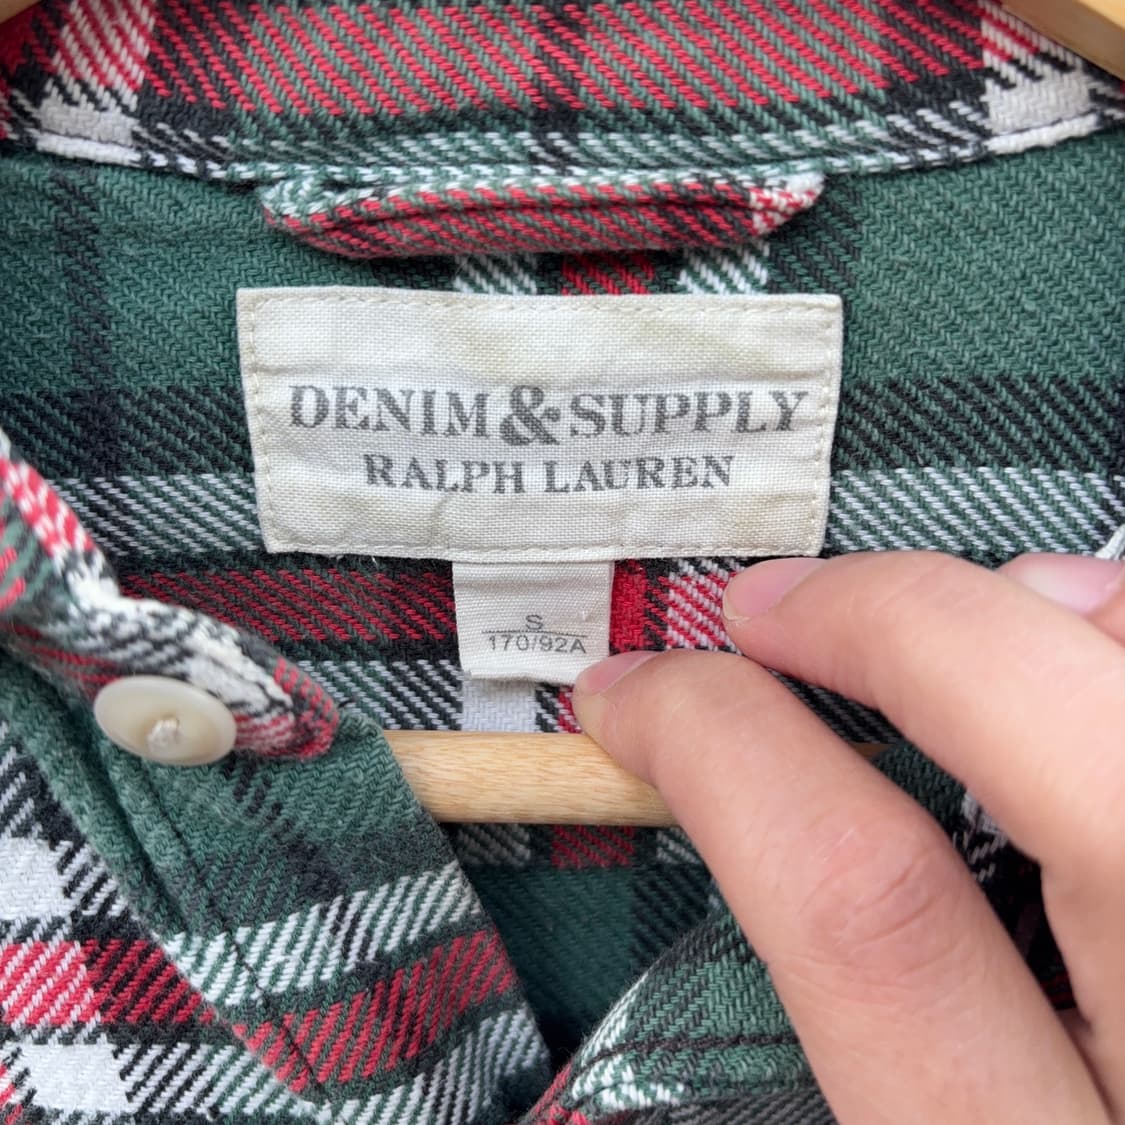 DENIM & SUPPLY
RALPH LAUREN
S
170/92A